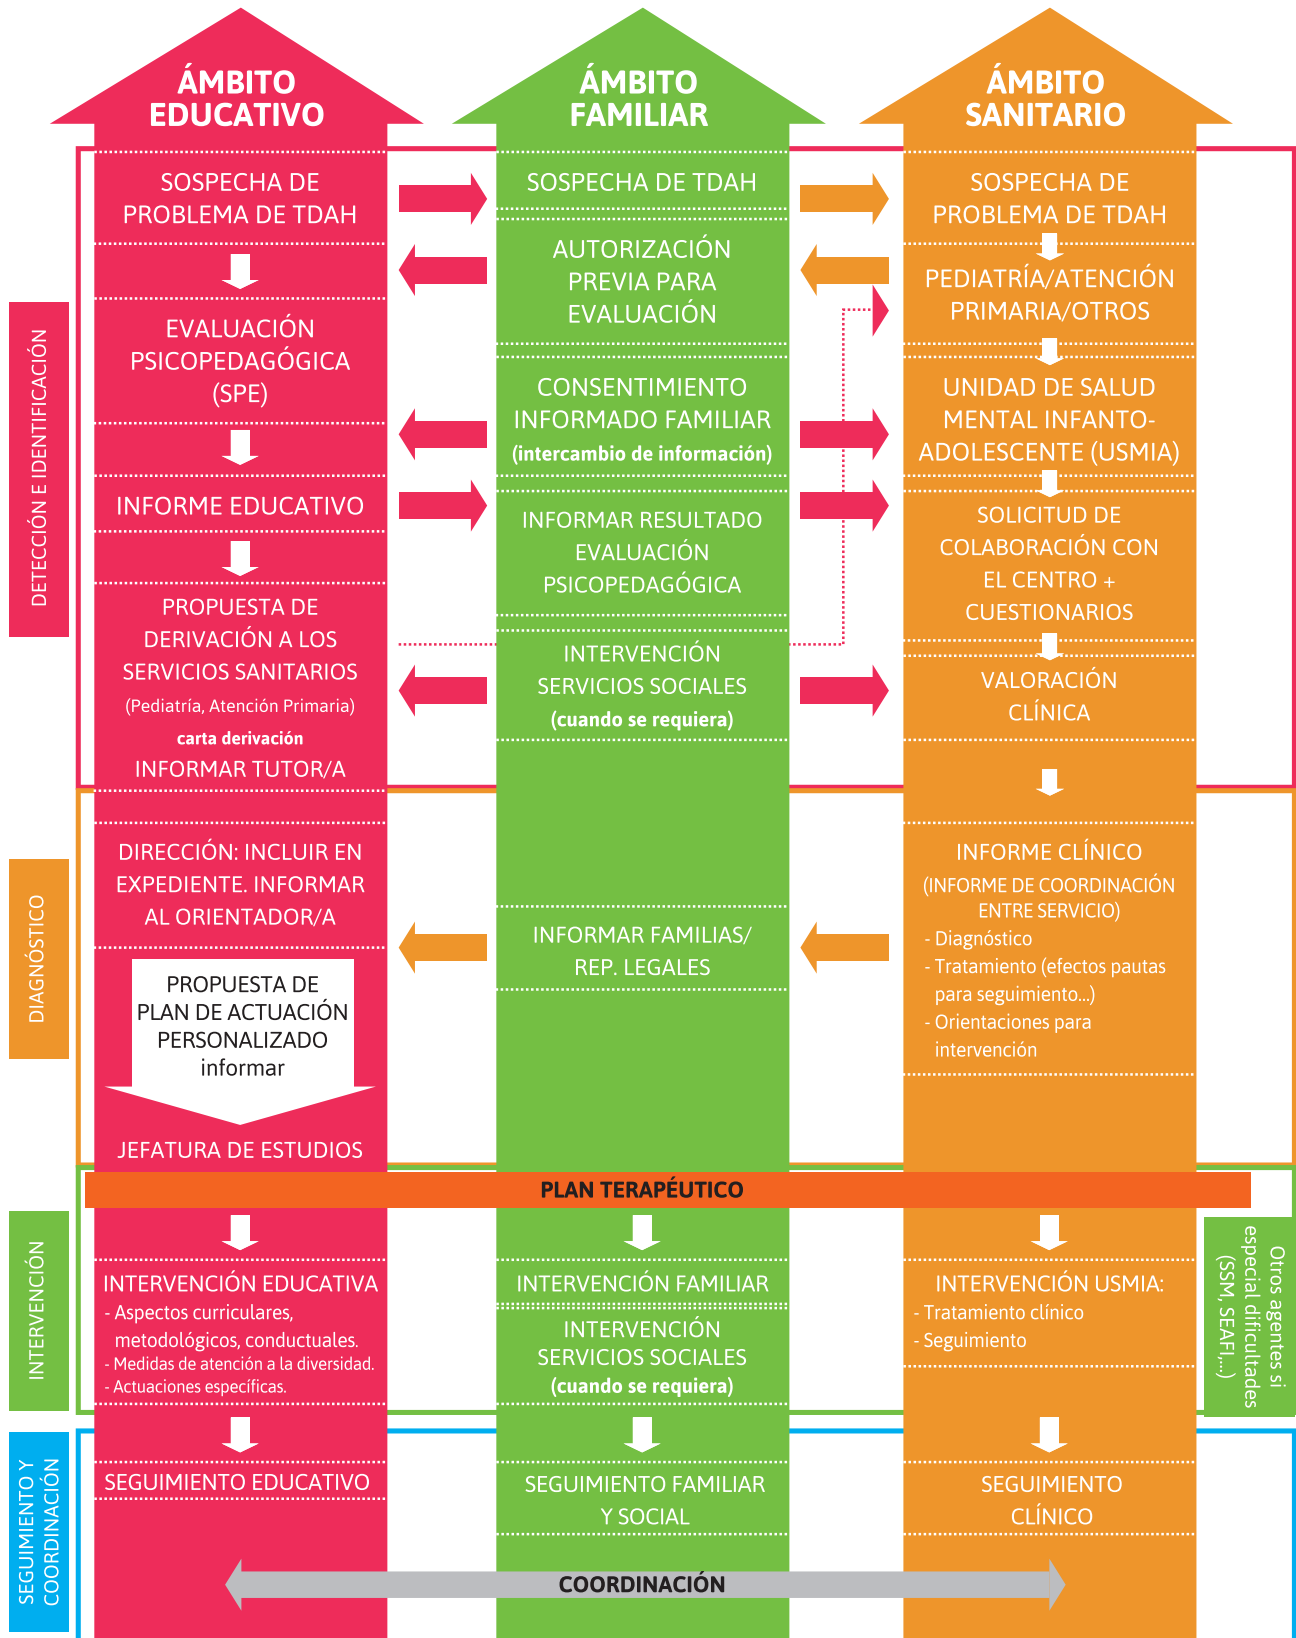 ÁMBITO
EDUCATIVO
SOSPECHA DE
PROBLEMA DE TDAH
EVALUACIÓN
PSICOPEDAGÓGICA
(SPE)
INFORME EDUCATIVO
PROPUESTA DE
DERIVACIÓN A LOS
SERVICIOS SANITARIOS
(Pediatría, Atención Primaria)
carta derivación
INFORMAR TUTOR/A
DIRECCIÓN: INCLUIR EN
EXPEDIENTE. INFORMAR
AL ORIENTADOR/A
PROPUESTA DE
PLAN DE ACTUACIÓN
PERSONALIZADO
informar
JEFATURA DE ESTUDIOS
ÁMBITO
FAMILIAR
SOSPECHA DE TDAH
AUTORIZACIÓN
PREVIA PARA
EVALUACIÓN
CONSENTIMIENTO
INFORMADO FAMILIAR
(intercambio de información)
INFORMAR RESULTADO
EVALUACIÓN
PSICOPEDAGÓGICA
INTERVENCIÓN
SERVICIOS SOCIALES
(cuando se requiera)
INFORMAR FAMILIAS/
REP. LEGALES
ÁMBITO
SANITARIO
SOSPECHA DE
PROBLEMA DE TDAH
PEDIATRÍA/ATENCIÓN
PRIMARIA/OTROS
UNIDAD DE SALUD
MENTAL INFANTO-
ADOLESCENTE (USMIA)
SOLICITUD DE
COLABORACIÓN CON
EL CENTRO +
CUESTIONARIOS
VALORACIÓN
CLÍNICA
INFORME CLÍNICO
(INFORME DE COORDINACIÓN
ENTRE SERVICIO)
- Diagnóstico
- Tratamiento (efectos pautas
para seguimiento...)
- Orientaciones para
intervención
DETECCIÓN E IDENTIFICACIÓN
DIAGNÓSTICO
PLAN TERAPÉUTICO
INTERVENCIÓN
INTERVENCIÓN EDUCATIVA
- Aspectos curriculares,
metodológicos, conductuales.
- Medidas de atención a la diversidad.
- Actuaciones específicas.
INTERVENCIÓN FAMILIAR
INTERVENCIÓN
SERVICIOS SOCIALES
(cuando se requiera)
INTERVENCIÓN USMIA:
- Tratamiento clínico
- Seguimiento
Otros agentes si
especial dificultades
(SSM, SEAFI,...)
SEGUIMIENTO Y
COORDINACIÓN
SEGUIMIENTO EDUCATIVO
SEGUIMIENTO FAMILIAR
Y SOCIAL
SEGUIMIENTO
CLÍNICO
COORDINACIÓN